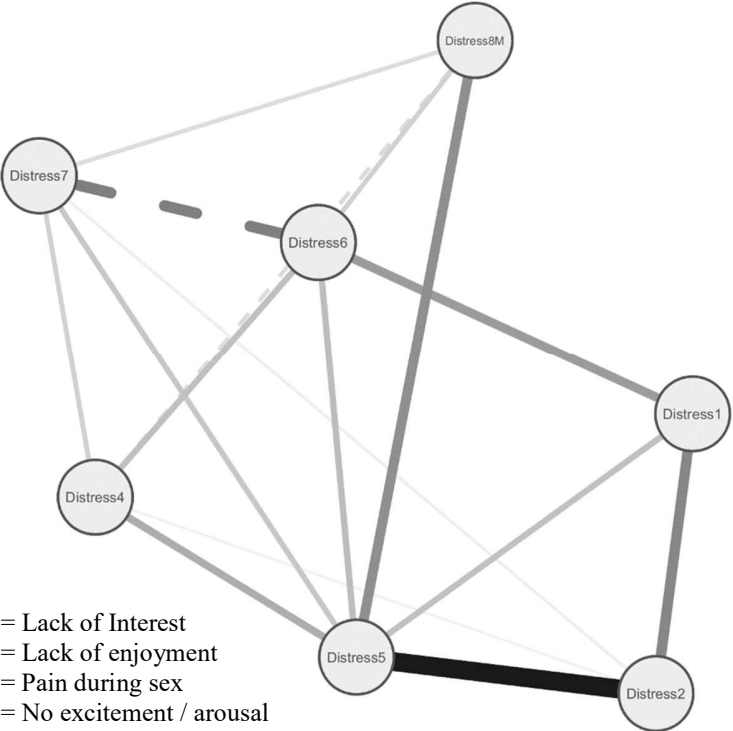 Distress8M
Distress7
Distress6
Distress1
Distress4
= Lack of Interest
= Lack of enjoyment
Distress5
= Pain during sex
Distress2
= No excitement / arousal